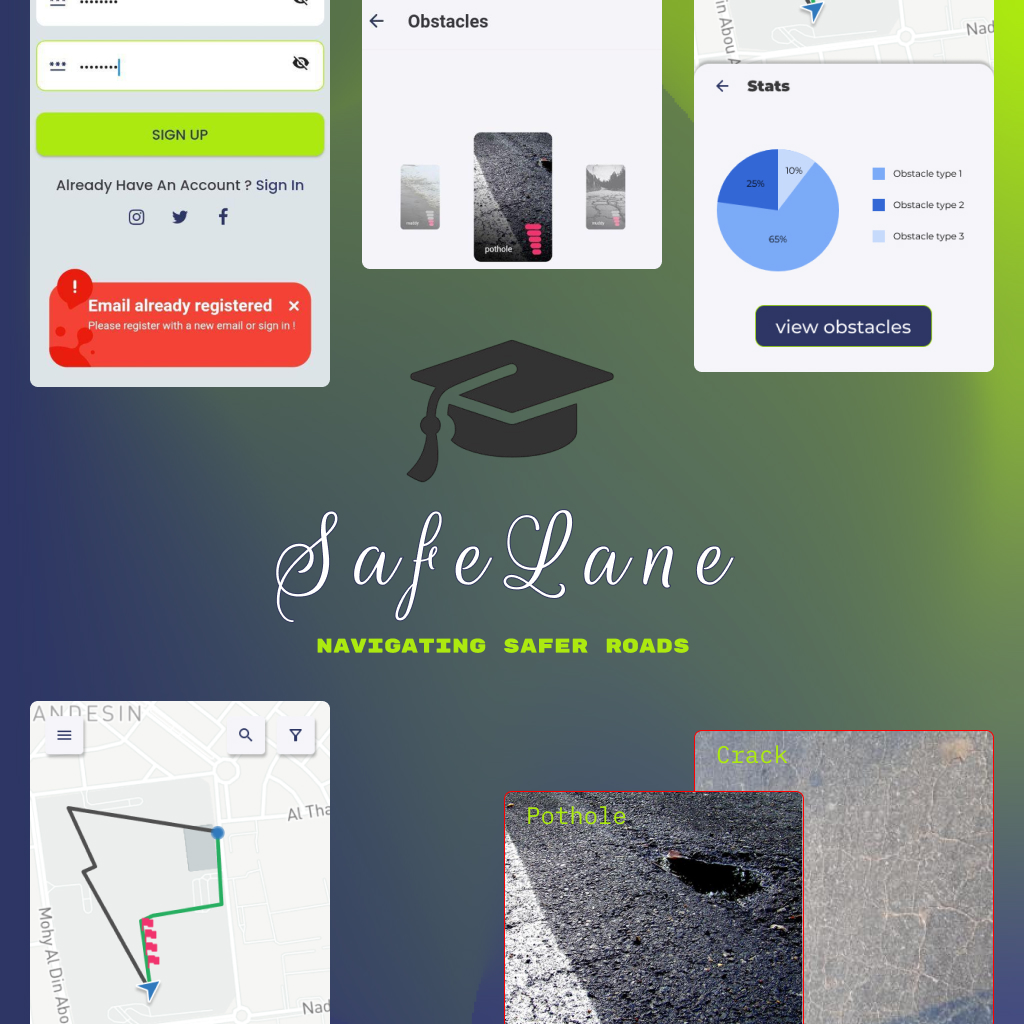 SIGN UP
Already Have An Account ? Sign In
Email already registered
Please register with a new email or sign in !
Obstacles
pothole
din Abou A
Nad
Stats
10%
25%
65%
Obstacle type 1
Obstacle type 2
Obstacle type 3
view obstacles
SafeLane
NAVIGATING SAFER ROADS
ANDESIN
Al Tha
Mohy Al Din Abo
Nad
Crack
Pothole